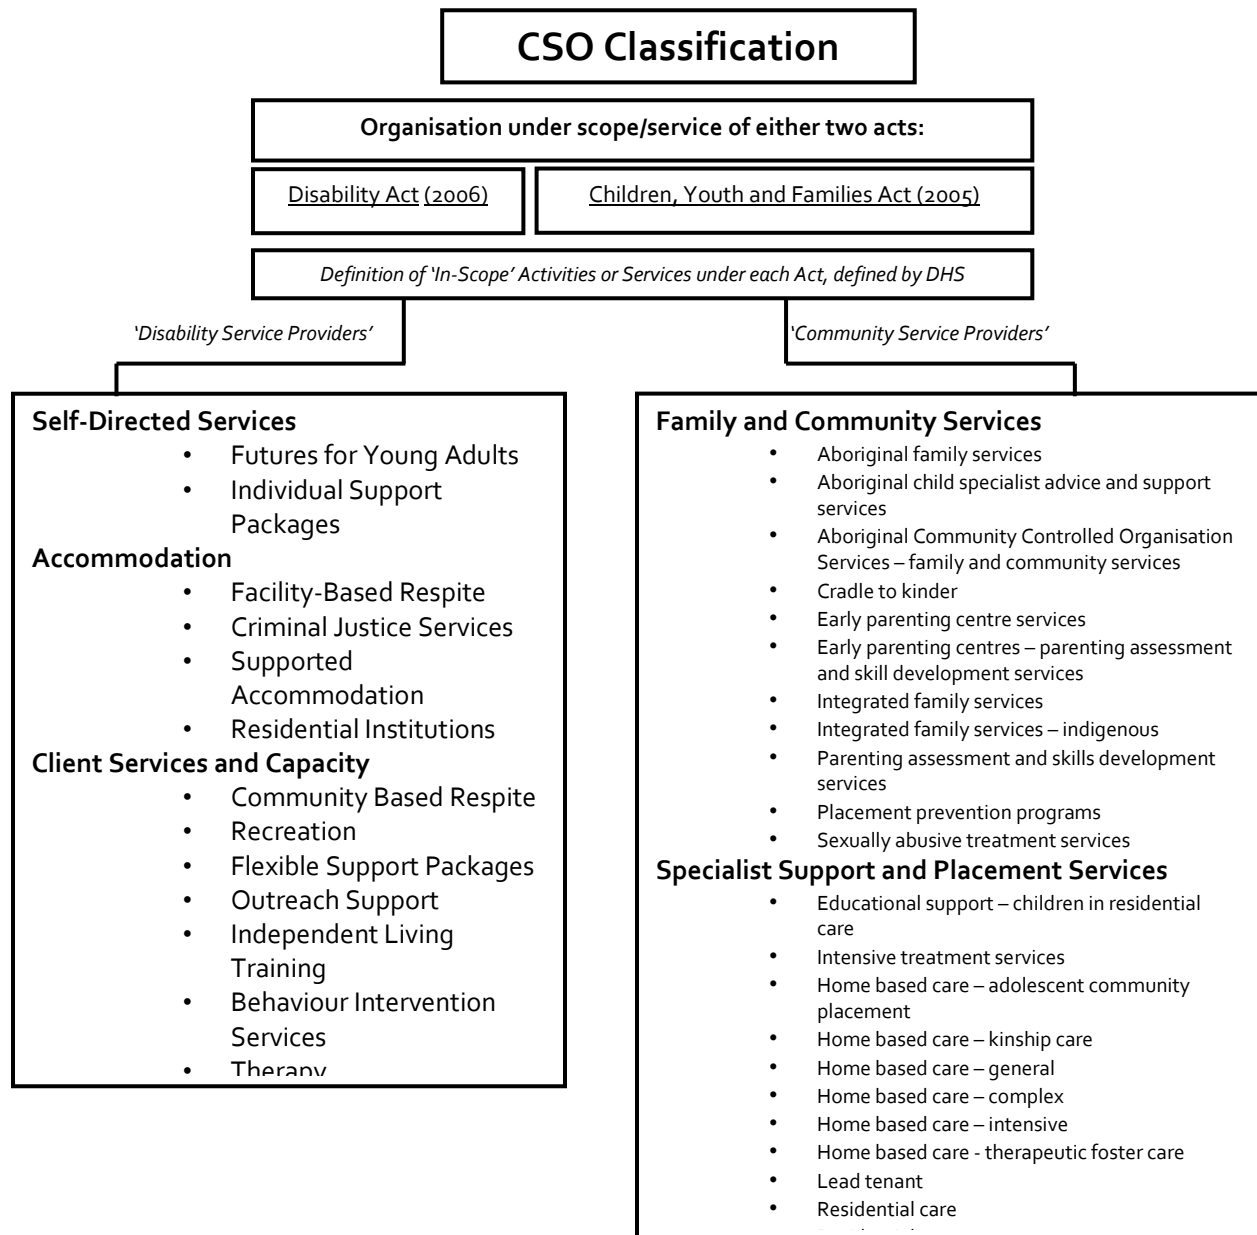 CSO Classification
Organisation under scope/service of either two acts:
Disability Act (2006)
Children, Youth and Families Act (2005)
Definition of ‘In-Scope’ Activities or Services under each Act, defined by DHS
‘Disability Service Providers’
‘Community Service Providers’
Self-Directed Services
• Futures for Young Adults
• Individual Support
Packages
Accommodation
• Facility-Based Respite
• Criminal Justice Services
• Supported
Accommodation
• Residential Institutions
Client Services and Capacity
• Community Based Respite
• Recreation
• Flexible Support Packages
• Outreach Support
• Independent Living
Training
• Behaviour Intervention
Services
• Therapy
Family and Community Services
• Aboriginal family services
• Aboriginal child specialist advice and support
services
• Aboriginal Community Controlled Organisation
Services – family and community services
• Cradle to kinder
• Early parenting centre services
• Early parenting centres – parenting assessment
and skill development services
• Integrated family services
• Integrated family services – indigenous
• Parenting assessment and skills development
services
• Placement prevention programs
• Sexually abusive treatment services
Specialist Support and Placement Services
• Educational support – children in residential
care
• Intensive treatment services
• Home based care – adolescent community
placement
• Home based care – kinship care
• Home based care – general
• Home based care – complex
• Home based care – intensive
• Home based care - therapeutic foster care
• Lead tenant
• Residential care